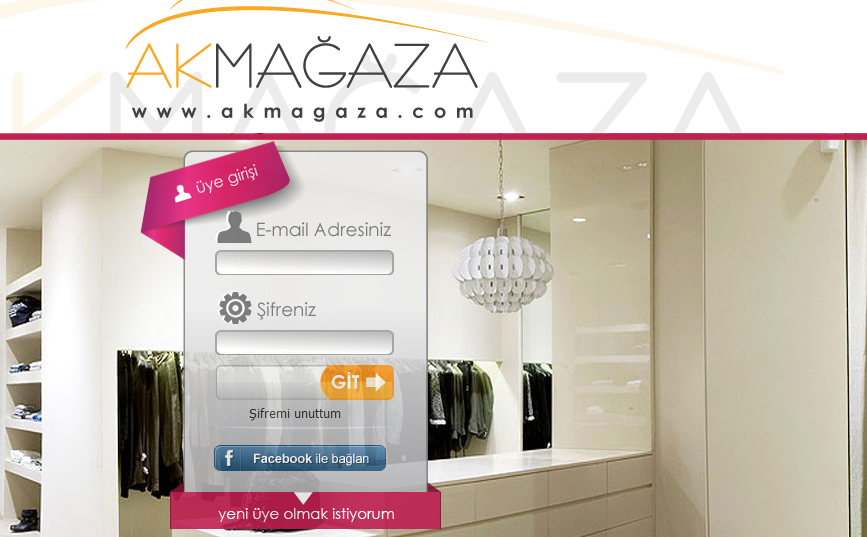 AKMAĞAZA
www.akmagaza.com
üye girişi
E-mail Adresiniz
Şifreniz
GİT
Şifremi unuttum
f Facebook ile bağlan
yeni üye olmak istiyorum